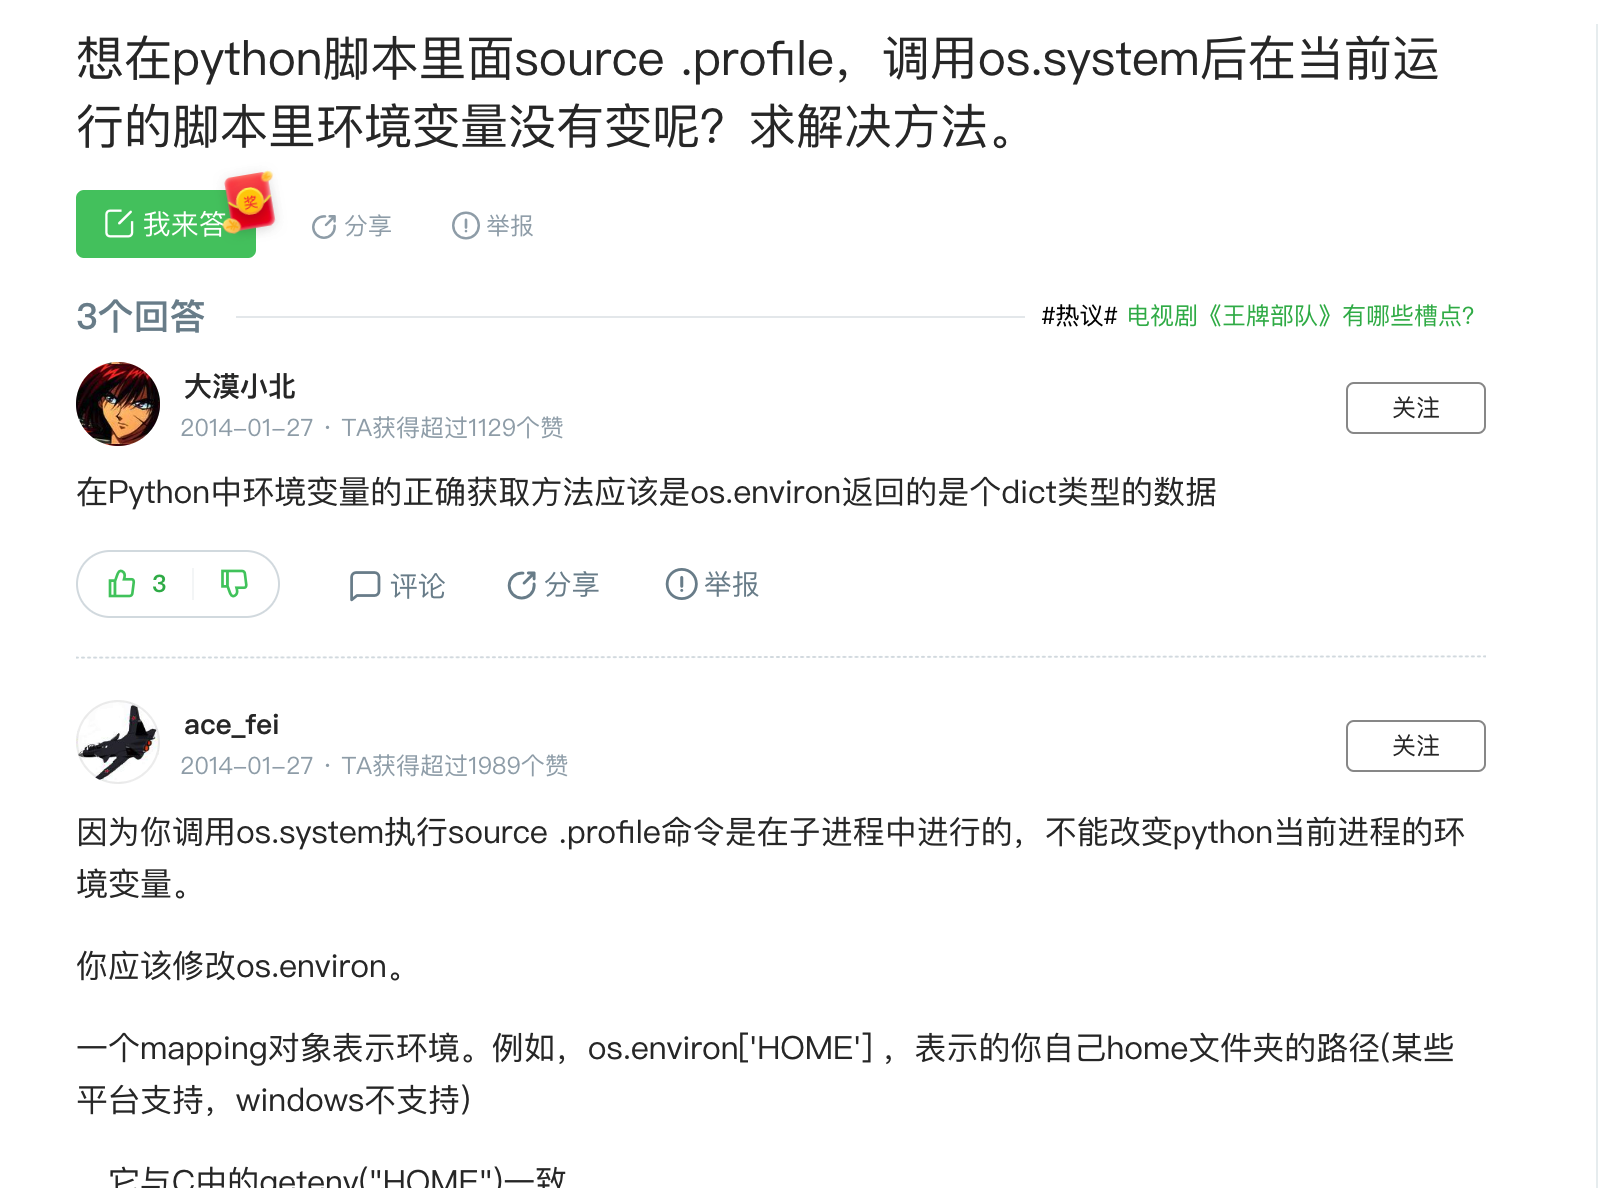 想在python脚本里面source .profile，调用os.system后在当前运
行的脚本里环境变量没有变呢？求解决方法。
我来答
奖
分享
举报
3个回答
#热议# 电视剧《王牌部队》有哪些槽点?
大漠小北
2014-01-27 · TA获得超过1129个赞
关注
在Python中环境变量的正确获取方法应该是os.environ返回的是个dict类型的数据
3
评论
分享
举报
ace_fei
2014-01-27 · TA获得超过1989个赞
关注
因为你调用os.system执行source .profile命令是在子进程中进行的，不能改变python当前进程的环
境变量。
你应该修改os.environ。
一个mapping对象表示环境。例如，os.environ['HOME'] ，表示的你自己home文件夹的路径(某些
平台支持，windows不支持)
它与C中的getenv("HOME")一致